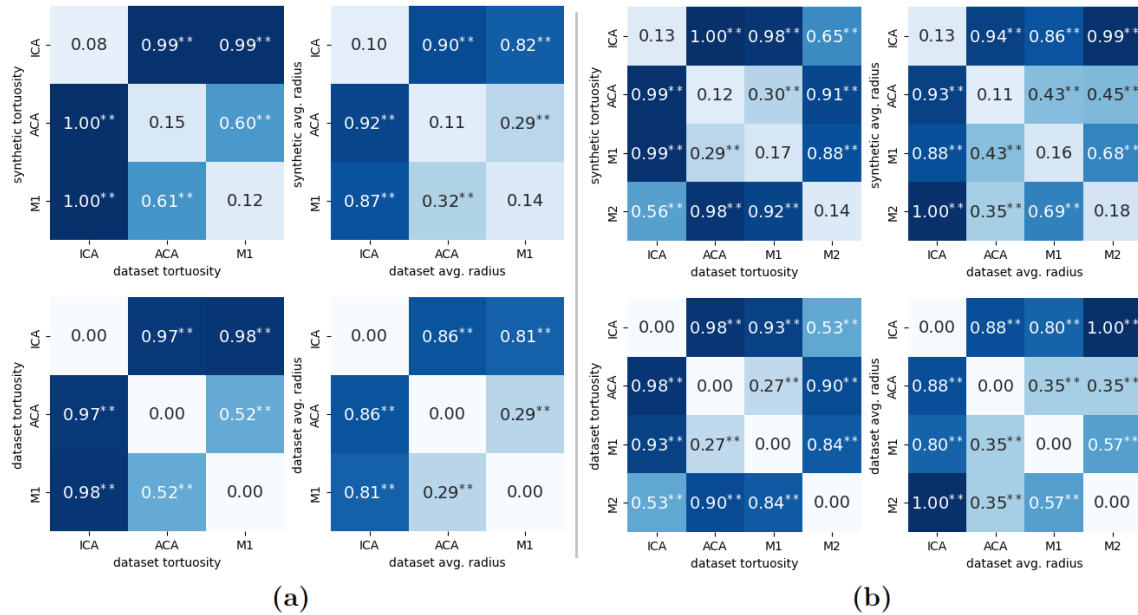 synthetic tortuosity
ICA
ACA
M1
0.08 0.99** 0.99**
1.00** 0.15 0.60**
1.00** 0.61** 0.12
ICA ACA M1
dataset tortuosity
synthetic avg. radius
ICA
ACA
M1
0.10 0.90** 0.82**
0.92** 0.11 0.29**
0.87** 0.32** 0.14
ICA ACA M1
dataset avg. radius
dataset tortuosity
ICA
ACA
M1
0.00 0.97** 0.98**
0.97** 0.00 0.52**
0.98** 0.52** 0.00
ICA ACA M1
dataset tortuosity
dataset avg. radius
ICA
ACA
M1
0.00 0.86** 0.81**
0.86** 0.00 0.29**
0.81** 0.29** 0.00
ICA ACA M1
dataset avg. radius
(a)
synthetic tortuosity
ICA
ACA
M1
M2
0.13 1.00** 0.98** 0.65**
0.99** 0.12 0.30** 0.91**
0.99** 0.29** 0.17 0.88**
0.56** 0.98** 0.92** 0.14
ICA ACA M1 M2
dataset tortuosity
synthetic avg. radius
ICA
ACA
M1
M2
0.13 0.94** 0.86** 0.99**
0.93** 0.11 0.43** 0.45**
0.88** 0.43** 0.16 0.68**
1.00** 0.35** 0.69** 0.18
ICA ACA M1 M2
dataset avg. radius
dataset tortuosity
ICA
ACA
M1
M2
0.00 0.98** 0.93** 0.53**
0.98** 0.00 0.27** 0.90**
0.93** 0.27** 0.00 0.84**
0.53** 0.90** 0.84** 0.00
ICA ACA M1 M2
dataset tortuosity
dataset avg. radius
ICA
ACA
M1
M2
0.00 0.88** 0.80** 1.00**
0.88** 0.00 0.35** 0.35**
0.80** 0.35** 0.00 0.57**
1.00** 0.35** 0.57** 0.00
ICA ACA M1 M2
dataset avg. radius
(b)